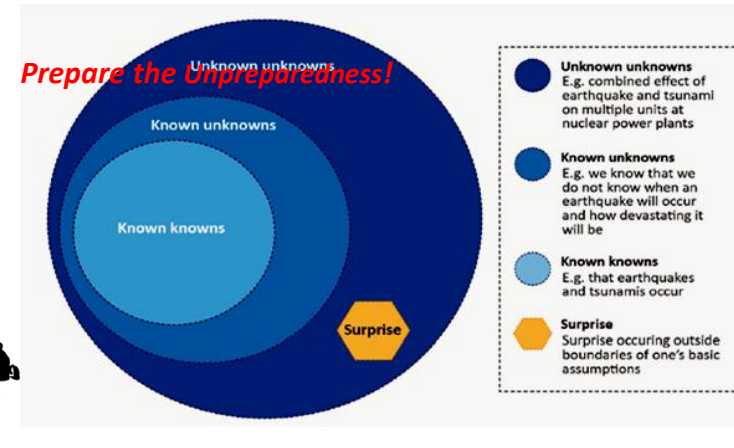 Unknown unknowns
Prepare the Unpreparedness!
Known unknowns
Known knowns
Surprise
Unknown unknowns
E.g. combined effect of
earthquake and tsunami
on multiple units at
nuclear power plants
Known unknowns
E.g. we know that we
do not know when an
earthquake will occur
and how devastating it
will be
Known knowns
E.g. that earthquakes
and tsunamis occur
Surprise
Surprise occuring outside
boundaries of one's basic
assumptions